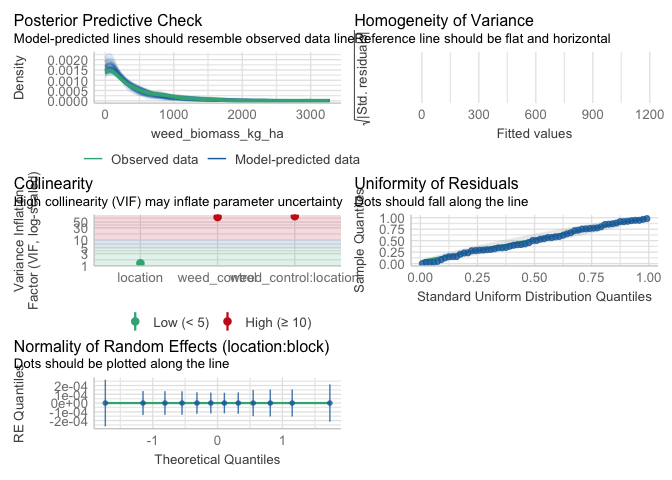 Posterior Predictive Check
Model-predicted lines should resemble observed data line
Density
0.0020
0.0015
0.0010
0.0005
0.0000
0
1000
2000
3000
weed_biomass_kg_ha
Observed data
Model-predicted data
Homogeneity of Variance
Reference line should be flat and horizontal
√|Std. residuals|
0
300
600
900
1200
Fitted values
Collinearity
High collinearity (VIF) may inflate parameter uncertainty
Variance Inflation
Factor (VIF, log-scaled)
50
30
10
5
3
1
location
weed_control
weed_control:location
Low (< 5)
High (≥ 10)
Uniformity of Residuals
Dots should fall along the line
Sample Quantiles
1.00
0.75
0.50
0.25
0.00
0.00
0.25
0.50
0.75
1.00
Standard Uniform Distribution Quantiles
Normality of Random Effects (location:block)
Dots should be plotted along the line
RE Quantiles
2e-04
1e-04
0e+00
-1e-04
-2e-04
-1
0
1
Theoretical Quantiles